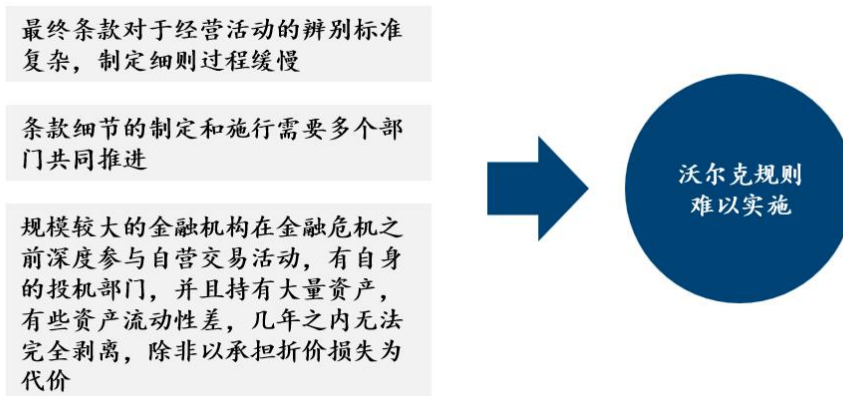 最终条款对于经营活动的辨别标准
复杂，制定细则过程缓慢
条款细节的制定和施行需要多个部
门共同推进
规模较大的金融机构在金融危机之
前深度参与自营交易活动，有自身
的投机部门，并且持有大量资产，
有些资产流动性差，几年之内无法
完全剥离，除非以承担折价损失为
代价
沃尔克规则
难以实施